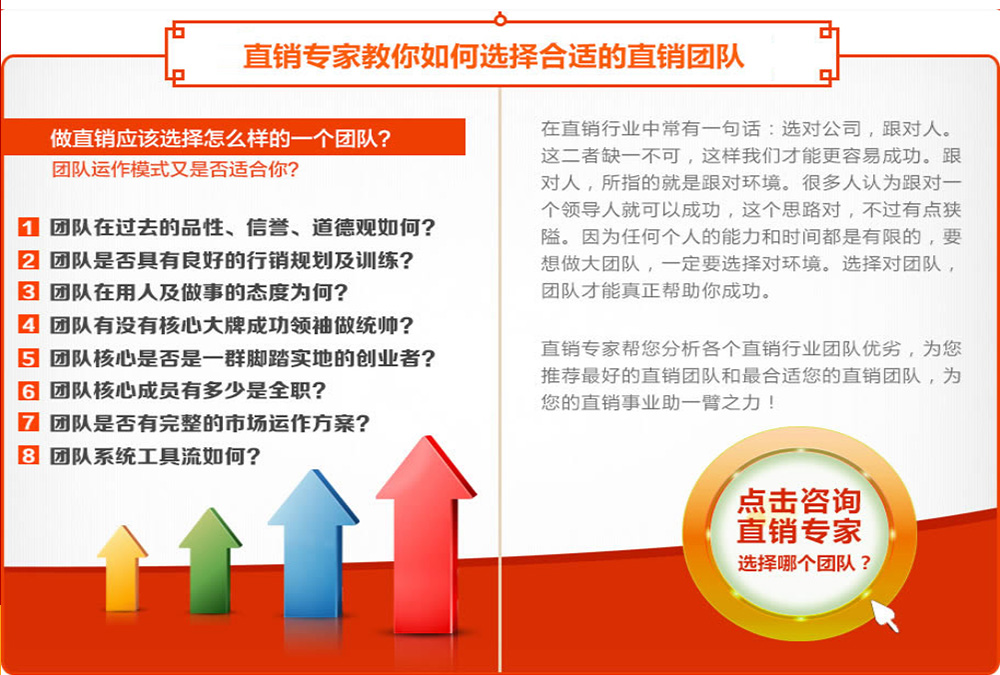 直销专家教你如何选择合适的直销团队
做直销应该选择怎么样的一个团队?
团队运作模式又是否适合你?
1 团队在过去的品性、信誉、道德观如何?
2 团队是否具有良好的行销规划及训练?
3 团队在用人及做事的态度为何?
4 团队有没有核心大牌成功领袖做统帅?
5 团队核心是否是一群脚踏实地的创业者?
6 团队核心成员有多少是全职?
7 团队是否有完整的市场运作方案?
8 团队系统工具流如何?
在直销行业中常有一句话：选对公司，跟对人。
这二者缺一不可，这样我们才能更容易成功。跟
对人，所指的就是跟对环境。很多人认为跟对一
个领导人就可以成功，这个思路对，不过有点狭
隘。因为任何个人的能力和时间都是有限的，要
想做大团队，一定要选择对环境。选择对团队，
团队才能真正帮助你成功。
直销专家帮您分析各个直销行业团队优劣，为您
推荐最好的直销团队和最合适您的直销团队，为
您的直销事业助一臂之力！
点击咨询
直销专家
选择哪个团队？